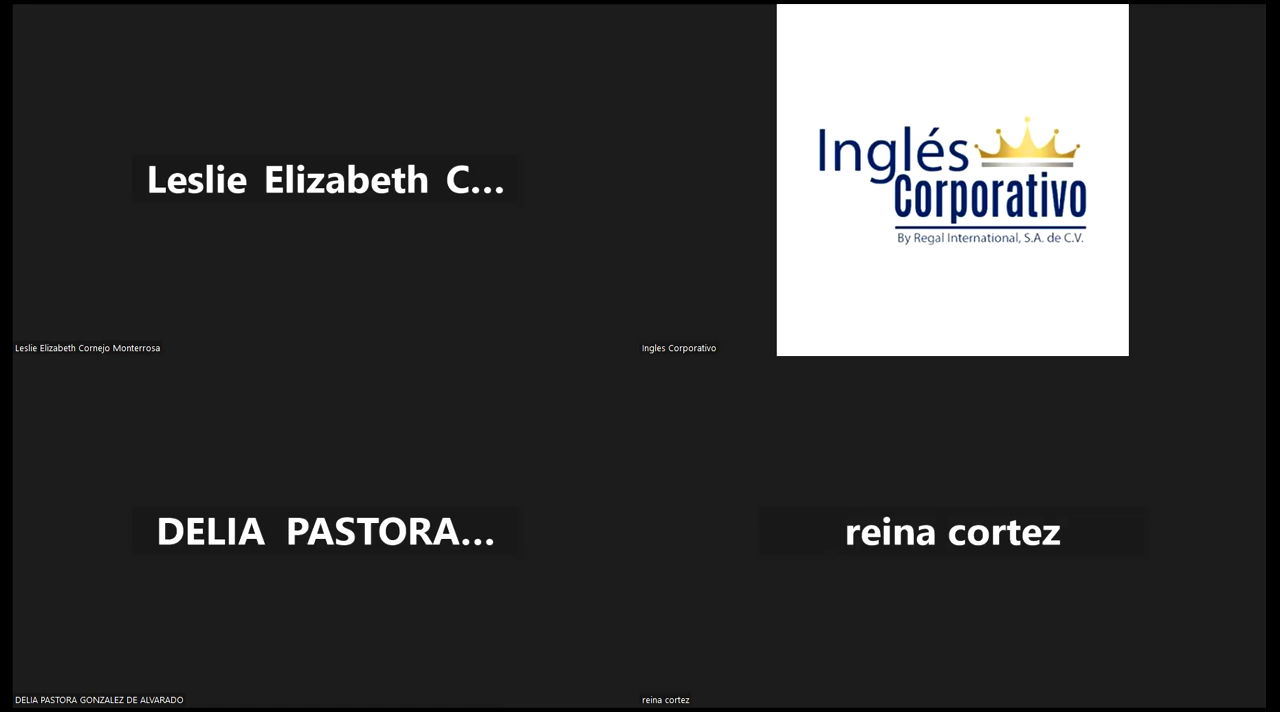 Leslie Elizabeth C...
Leslie Elizabeth Cornejo Monterrosa
Inglés
Corporativo
By Regal International, S.A. de C.V.
Ingles Corporativo
DELIA PASTORA...
DELIA PASTORA GONZALEZ DE ALVARADO
reina cortez
reina cortez